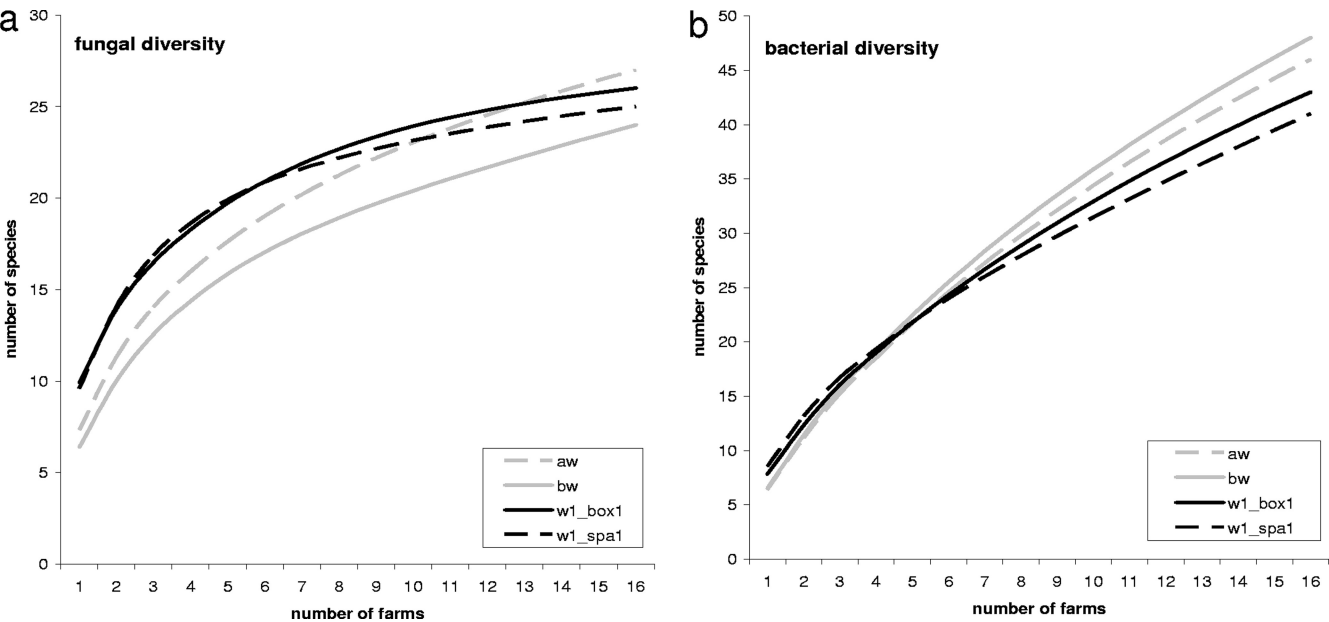 a
fungal diversity
number of species
30
25
20
15
10
5
0
1 2 3 4 5 6 7 8 9 10 11 12 13 14 15 16
number of farms
aw
bw
w1_box1
w1_spa1
b
bacterial diversity
number of species
50
45
40
35
30
25
20
15
10
5
0
1 2 3 4 5 6 7 8 9 10 11 12 13 14 15 16
number of farms
aw
bw
w1_box1
w1_spa1